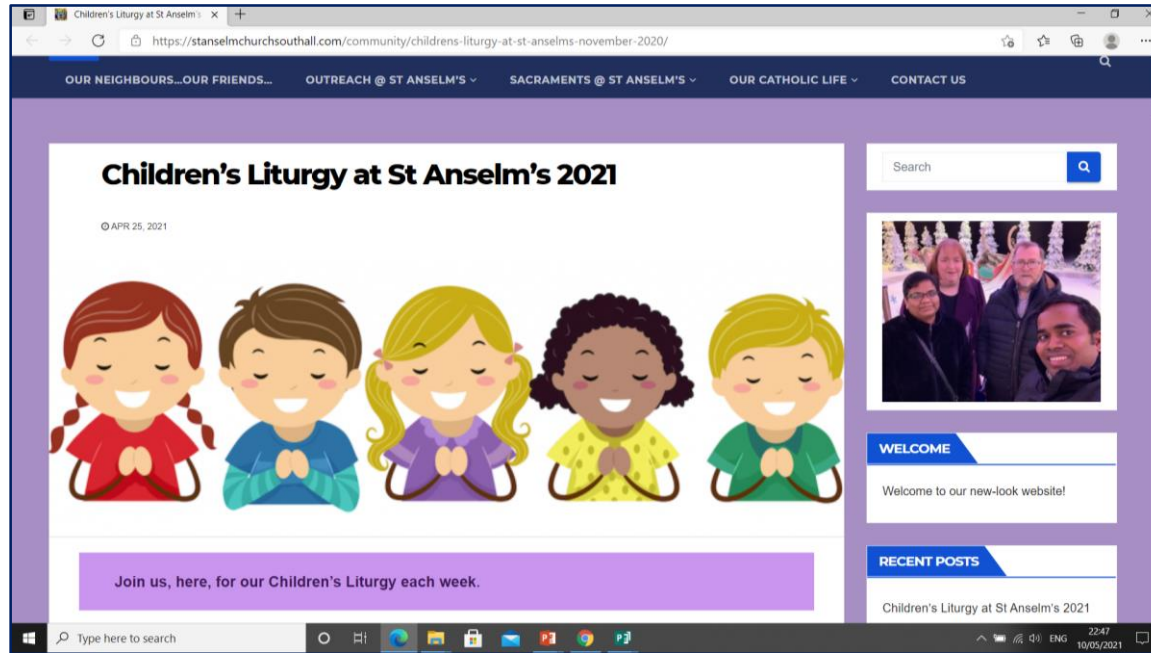 Children's Liturgy at St Anselm's
https://stanselmchurchsouthall.com/community/childrens-liturgy-at-st-anselms-november-2020/
OUR NEIGHBOURS...OUR FRIENDS... OUTREACH @ ST ANSELM'S SACRAMENTS @ ST ANSELM'S OUR CATHOLIC LIFE CONTACT US
Children's Liturgy at St Anselm's 2021
APR 25, 2021
Join us, here, for our Children's Liturgy each week.
Search
WELCOME
Welcome to our new-look website!
RECENT POSTS
Children's Liturgy at St Anselm's 2021
Type here to search
ENG
22:47
10/05/2021